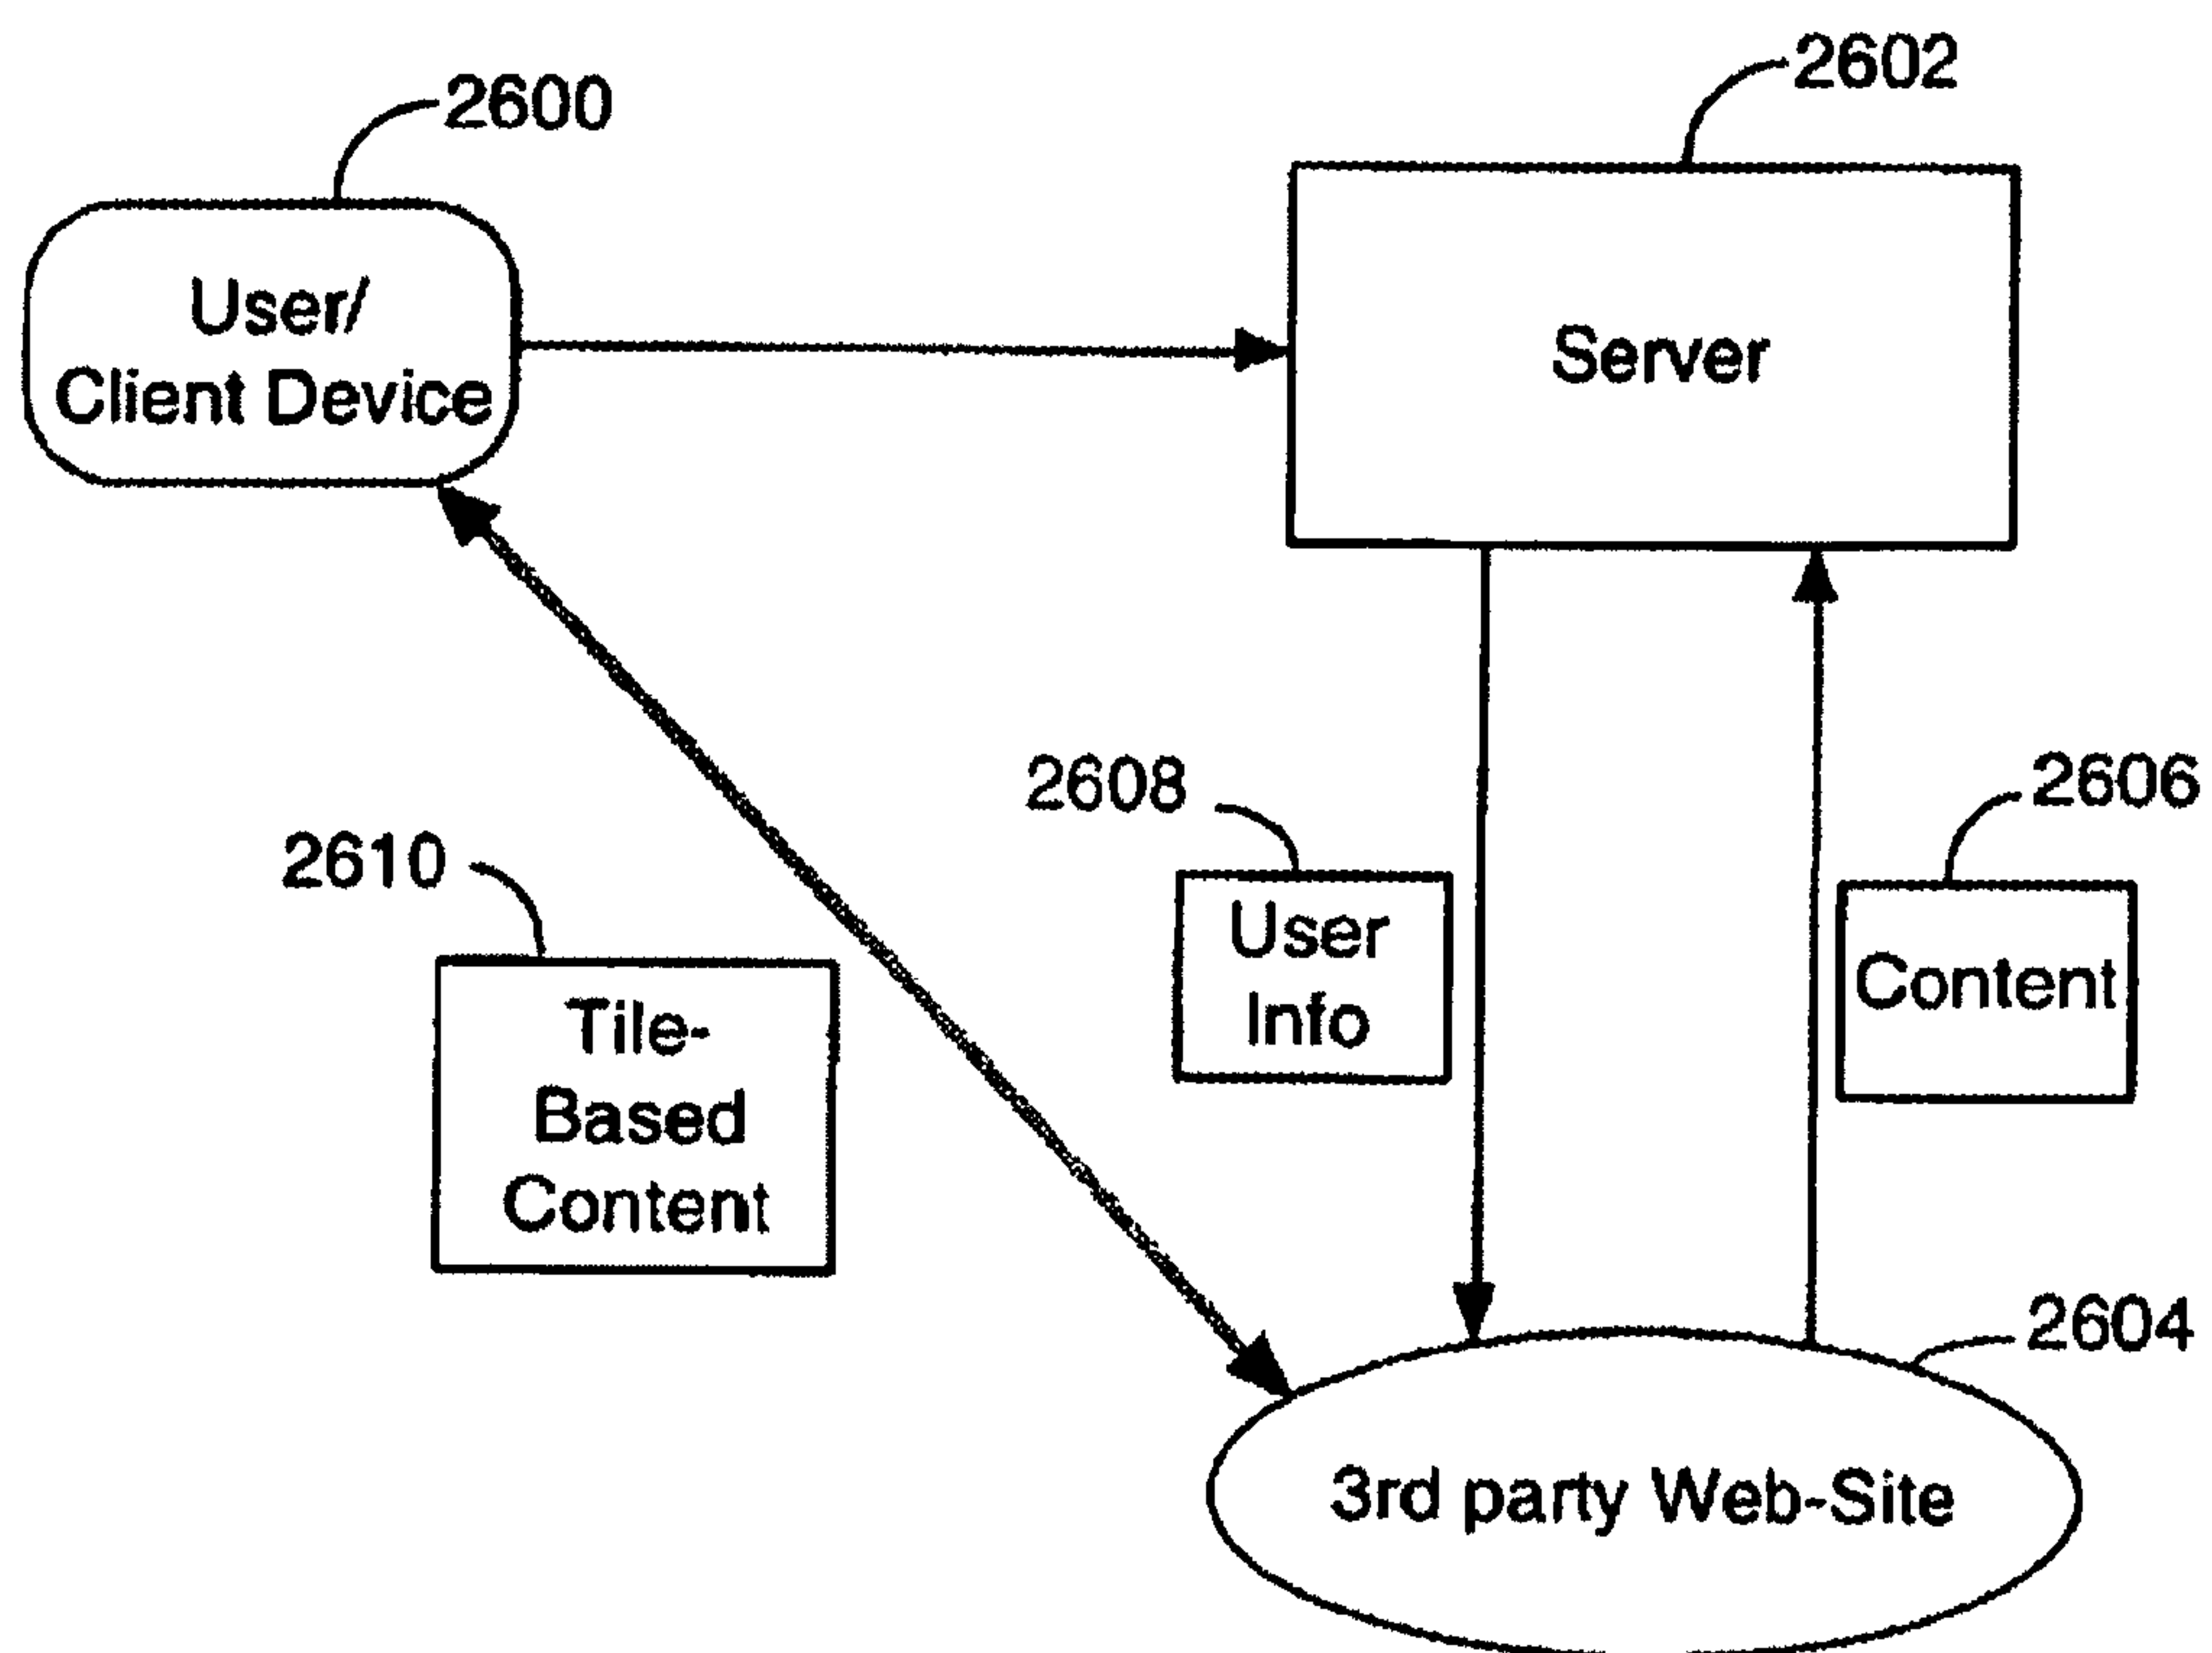 2600
2602
User/
Client Device
Server
2608
2606
2610
User
Info
Content
Tile-
Based
Content
2604
3rd party Web-Site